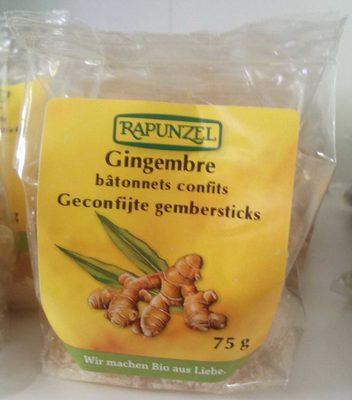 RAPUNZEL
Gingembre
bâtonnets confits
Geconfijte gembersticks
75 g
Wir machen Bio aus Liebe.